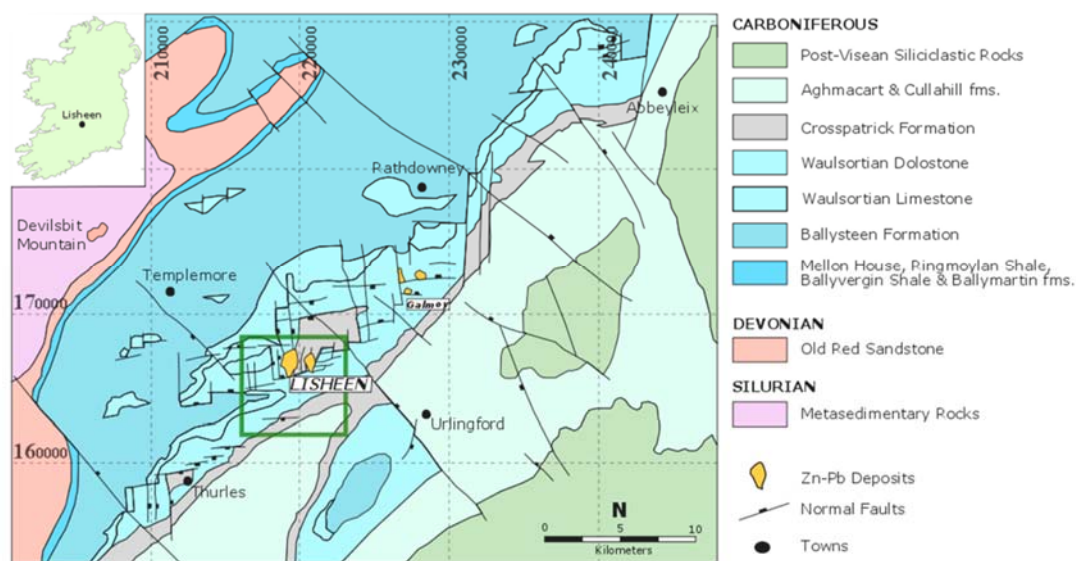 Lisheen
210000
220000
230000
240000
Abbeyleix
Rathdowney
Devilsbit
Mountain
Templemore
170000
Galmoy
LISHEEN
Urlingford
160000
Thurles
N
0 5 10
Kilometers
CARBONIFEROUS
Post-Visean Siliciclastic Rocks
Aghmacart & Cullahill fms.
Crosspatrick Formation
Waulsortian Dolostone
Waulsortian Limestone
Ballysteen Formation
Mellon House, Ringmoylan Shale,
Ballyvergin Shale & Ballymartin fms.
DEVONIAN
Old Red Sandstone
SILURIAN
Metasedimentary Rocks
Zn-Pb Deposits
Normal Faults
Towns